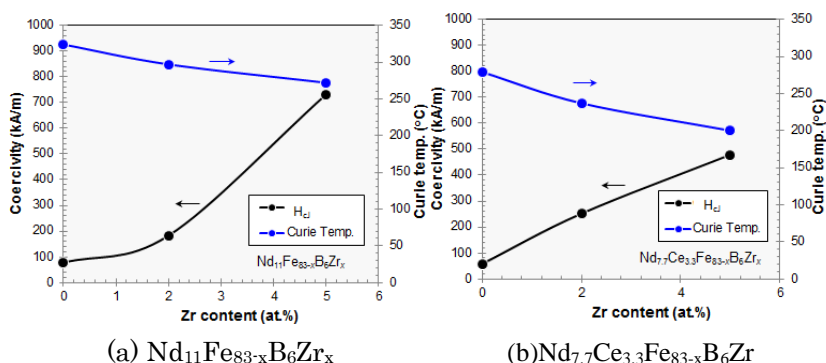 1000
900
800
700
600
500
400
300
200
100
0
Coercivity (kA/m)
350
300
250
200
150
100
50
0
Curie temp. (°C)
H_cJ
Curie Temp.
Nd₁₁Fe₈₃₋ₓB₆Zrₓ
0 1 2 3 4 5 6
Zr content (at.%)
(a) Nd₁₁Fe₈₃₋ₓB₆Zrₓ
1000
900
800
700
600
500
400
300
200
100
0
Coercivity (kA/m)
350
300
250
200
150
100
50
0
Curie temp. (°C)
H_cJ
Curie Temp.
Nd₇.₇Ce₃.₃Fe₈₃₋ₓB₆Zrₓ
0 2 4 6
Zr content (at.%)
(b)Nd₇.₇Ce₃.₃Fe₈₃₋ₓB₆Zr